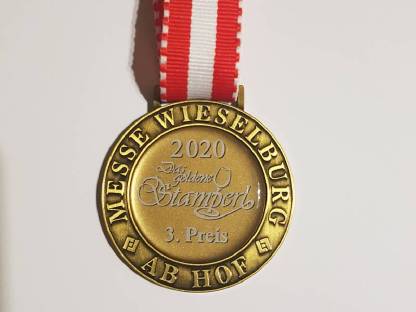 MESSE WIESELBURG
2020
Das
goldene
Stamperl
3. Preis
AB HOF